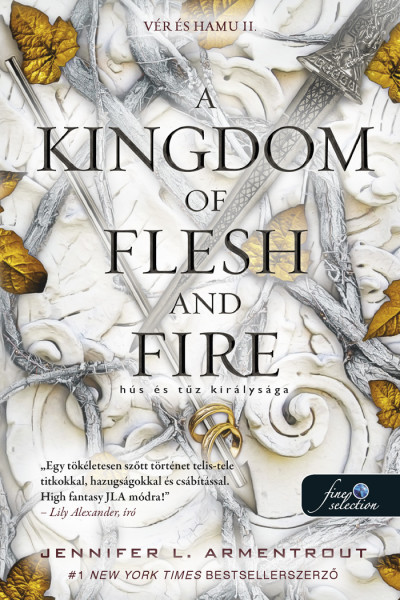 VÉR ÉS HAMU II.
A
KINGDOM
OF
FLESH
AND
FIRE
hús és tűz királysága
„Egy tökéletesen szőtt történet telis-tele
titkokkal, hazugságokkal és csábítással.
High fantasy JLA módra!”
– Lily Alexander, író
fine
selection
JENNIFER L. ARMENTROUT
#1 NEW YORK TIMES BESTSELLERSZERZŐ